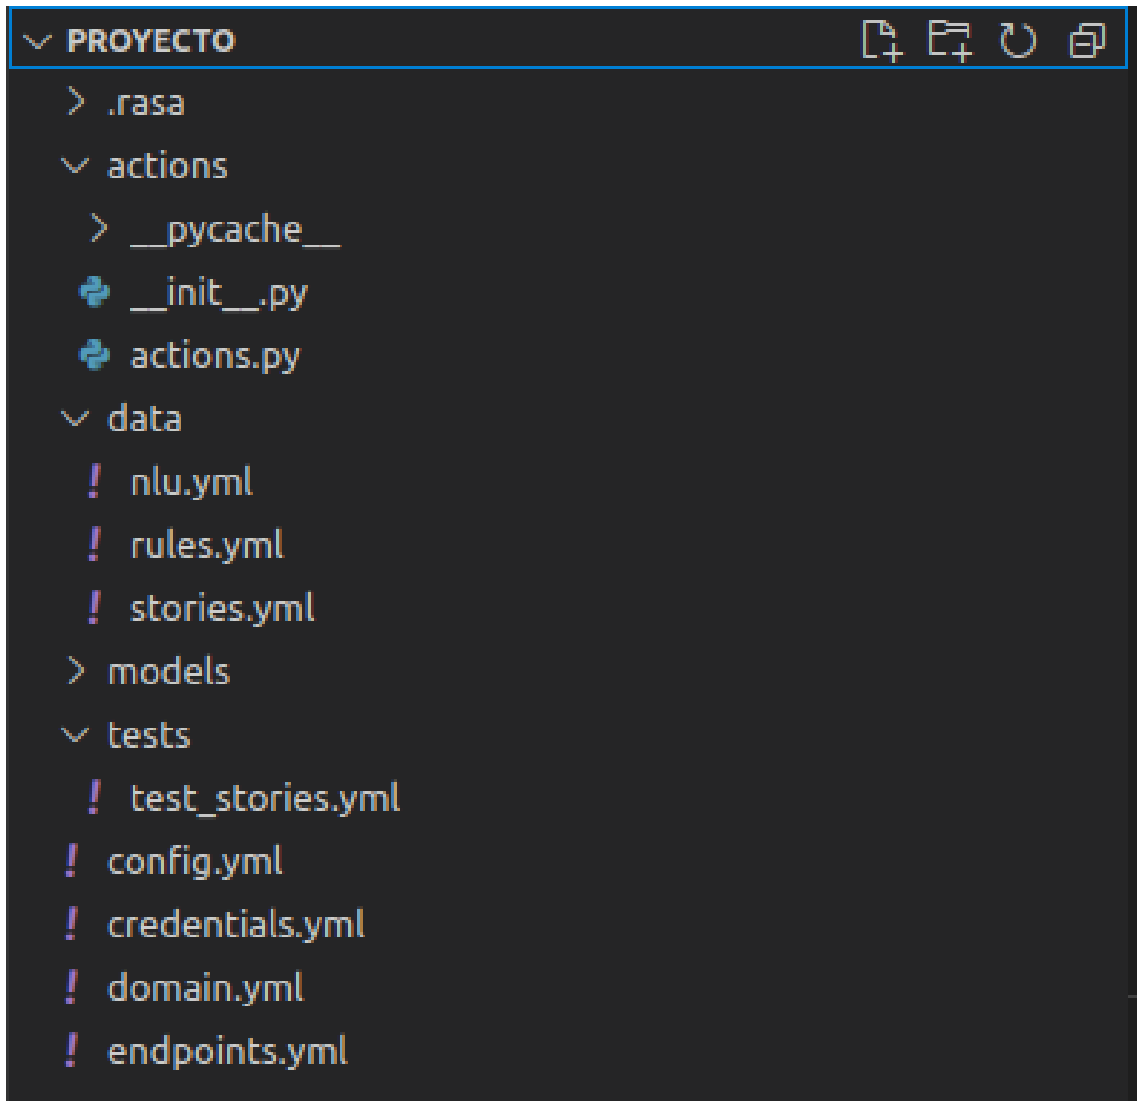 PROYECTO
.rasa
actions
__pycache__
__init__.py
actions.py
data
nlu.yml
rules.yml
stories.yml
models
tests
test_stories.yml
config.yml
credentials.yml
domain.yml
endpoints.yml